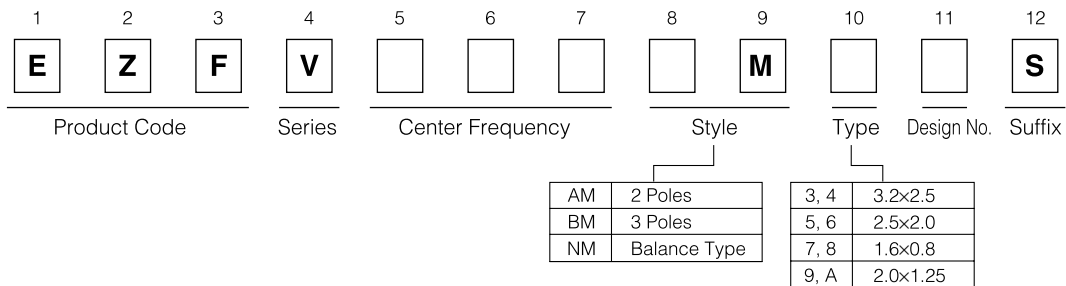 1 2 3 4 5 6 7 8 9 10 11 12
E Z F V M S
Product Code Series Center Frequency Style Type Design No. Suffix
AM 2 Poles 3, 4 3.2×2.5
BM 3 Poles 5, 6 2.5×2.0
NM Balance Type 7, 8 1.6×0.8
9, A 2.0×1.25